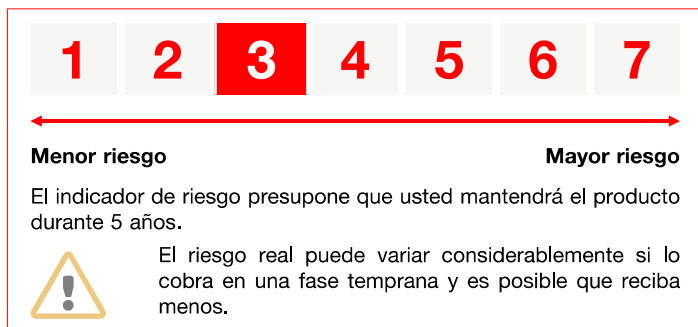 1 2 3 4 5 6 7
Menor riesgo Mayor riesgo
El indicador de riesgo presupone que usted mantendrá el producto
durante 5 años.
El riesgo real puede variar considerablemente si lo
cobra en una fase temprana y es posible que reciba
menos.